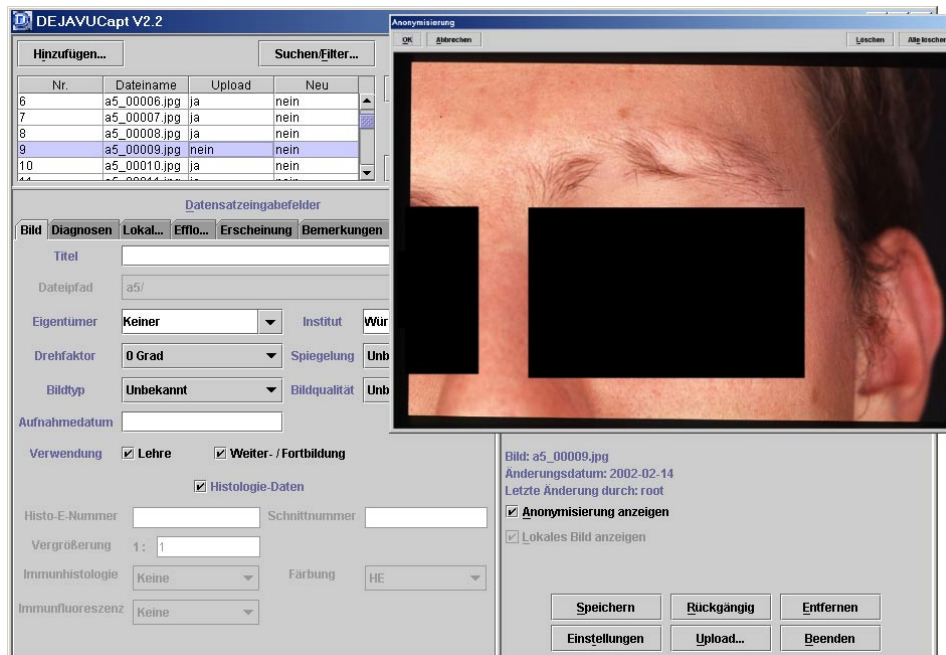 DEJAVUCapt V2.2
Anonymisierung
OK Abbrechen Löschen
Hinzufügen... Suchen/Filter...
Nr. Dateiname Upload Neu
6 a5_00006.jpg ja nein
7 a5_00007.jpg ja nein
8 a5_00008.jpg ja nein
9 a5_00009.jpg nein nein
10 a5_00010.jpg ja nein
Datensatzeingabefelder
Bild Diagnosen Lokal... Efflo... Erscheinung Bemerkungen
Titel
Dateipfad a5/
Eigentümer Keiner Institut Wür
Drehfaktor 0 Grad Spiegelung Unb
Bildtyp Unbekannt Bildqualität Unb
Aufnahmedatum
Verwendung Lehre Weiter- / Fortbildung
Histologie-Daten
Histo-E-Nummer Schnittnummer
Vergrößerung 1 : 1
Immunhistologie Keine Färbung HE
Immunfluoreszenz Keine
Bild: a5_00009.jpg
Änderungsdatum: 2002-02-14
Letzte Änderung durch: root
Anonymisierung anzeigen
Lokales Bild anzeigen
Speichern Rückgängig Entfernen
Einstellungen Upload... Beenden